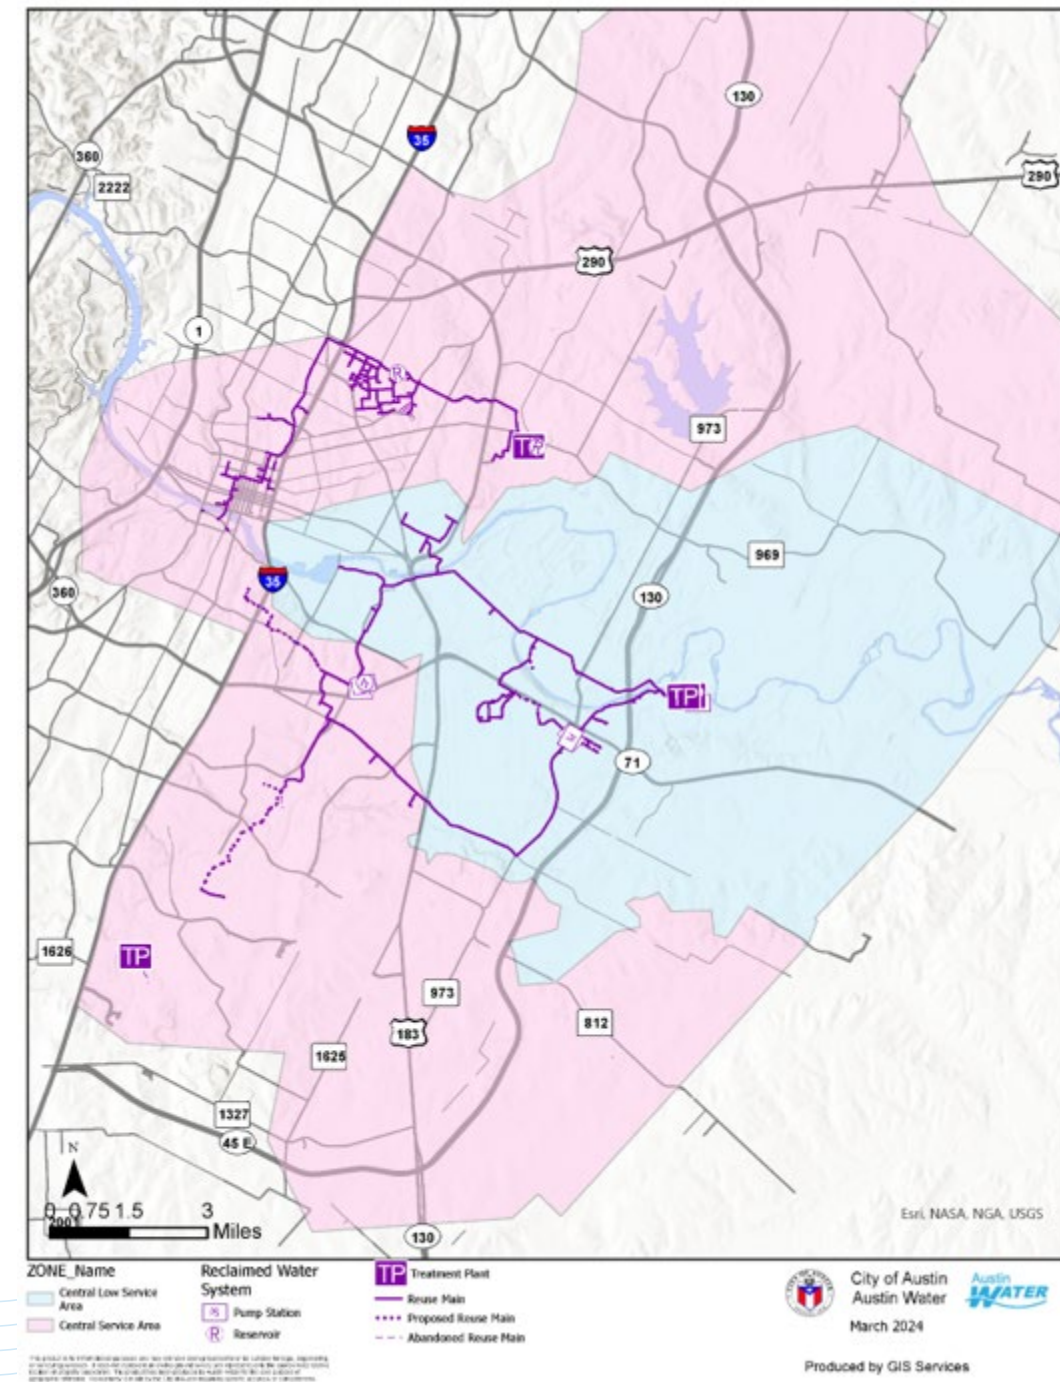 130
35
360
2222
290
290
1
973
969
35
360
130
TP
TP
71
1626
TP
973
183
812
1625
1327
45 E
N
0 0.75 1.5 3
Miles
130
Esri, NASA, NGA, USGS
ZONE_Name
Central Low Service
Area
Central Service Area
Reclaimed Water
System
Pump Station
R Reservoir
TP Treatment Plant
Reuse Main
Proposed Reuse Main
Abandoned Reuse Main
City of Austin
Austin Water
March 2024
Austin
WATER
Produced by GIS Services